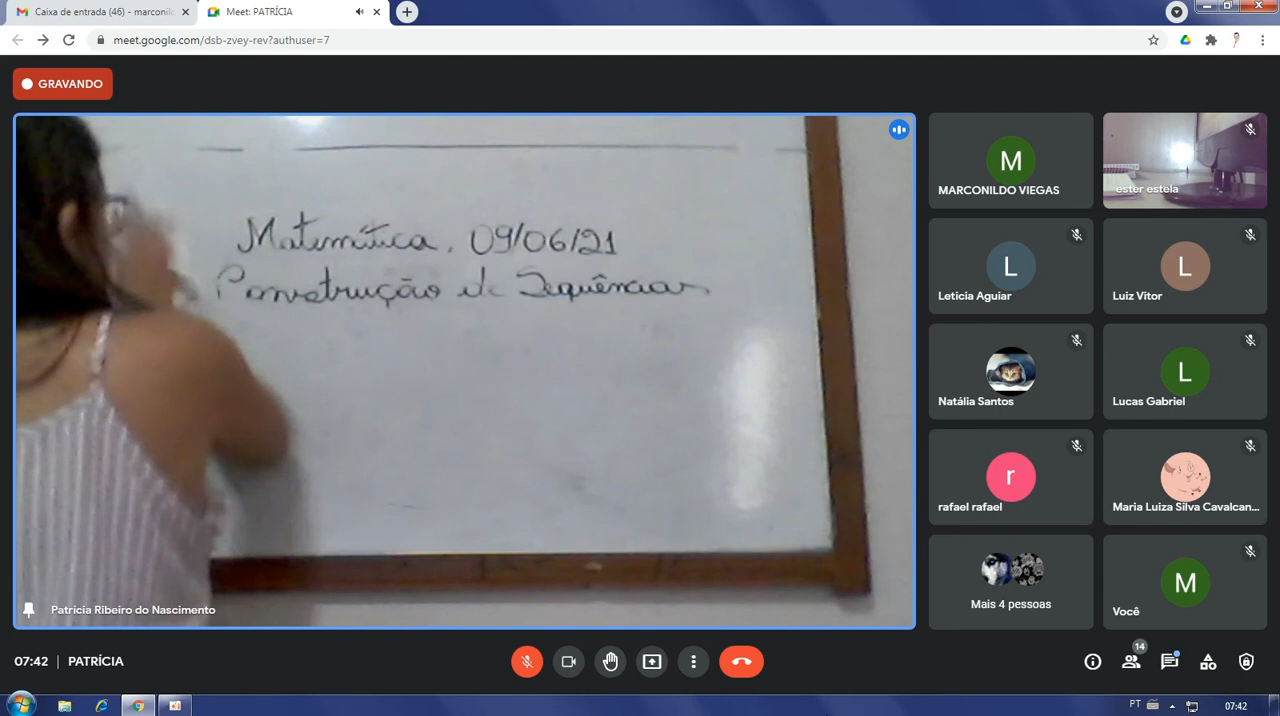 Caixa de entrada (46) - marconilc
Meet: PATRÍCIA
meet.google.com/dsb-zvey-rev?authuser=7
GRAVANDO
Matemática. 09/06/21
Construção de Sequências
Patrícia Ribeiro do Nascimento
M
MARCONILDO VIEGAS
ester estela
L
Leticia Aguiar
L
Luiz Vitor
Natália Santos
L
Lucas Gabriel
r
rafael rafael
Maria Luiza Silva Cavalcan...
Mais 4 pessoas
M
Você
07:42 | PATRÍCIA
14
PT
07:42